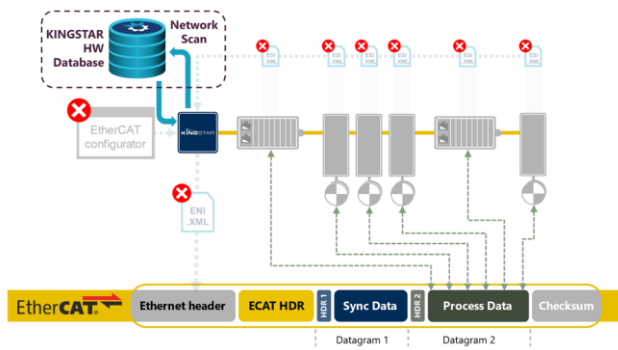 KINGSTAR
HW
Database
Network
Scan
ESI
.XML
ESI
.XML
ESI
.XML
ESI
.XML
ESI
.XML
ESI
.XML
EtherCAT
configurator
KINGSTAR
ENI
.XML
EtherCAT®
Ethernet header
ECAT HDR
HDR 1
Sync Data
HDR 2
Process Data
Checksum
Datagram 1
Datagram 2